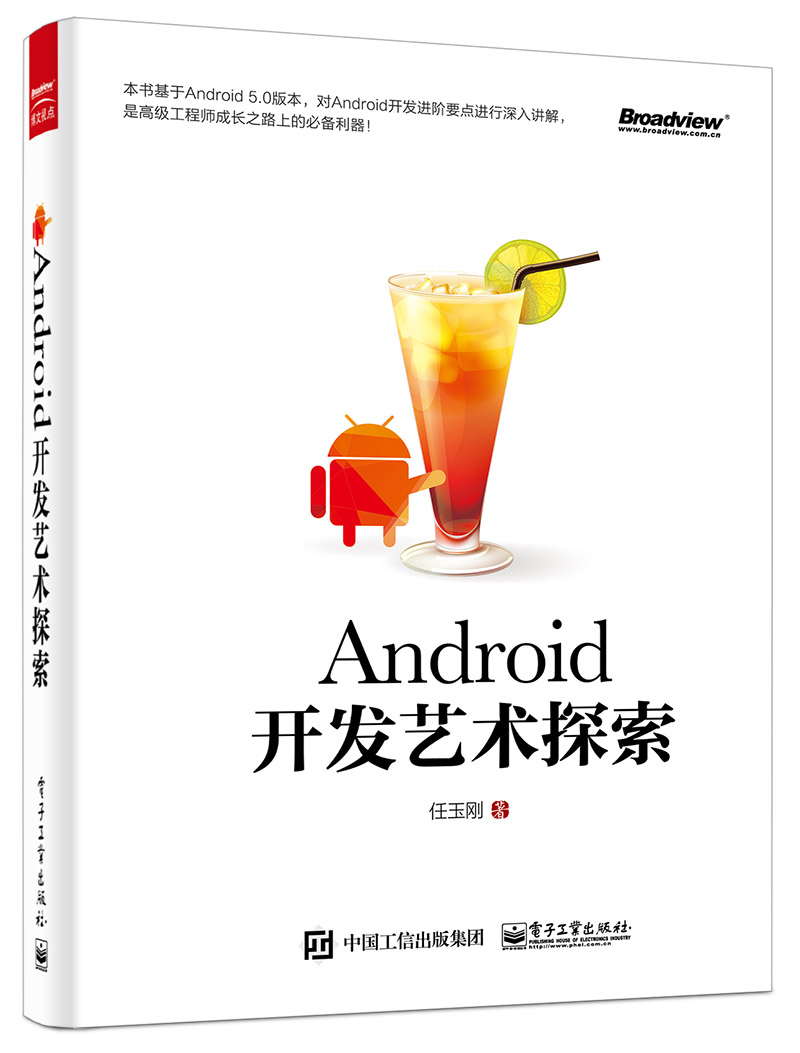 本书基于Android 5.0版本，对Android开发进阶要点进行深入讲解，
是高级工程师成长之路上的必备利器！
Broadview®
www.broadview.com.cn
Android
开发艺术探索
任玉刚 著
中国工信出版集团
電子工業出版社
PUBLISHING HOUSE OF ELECTRONICS INDUSTRY
http://www.phei.com.cn
Broadview
博文视点
Android开发艺术探索
電子工業出版社